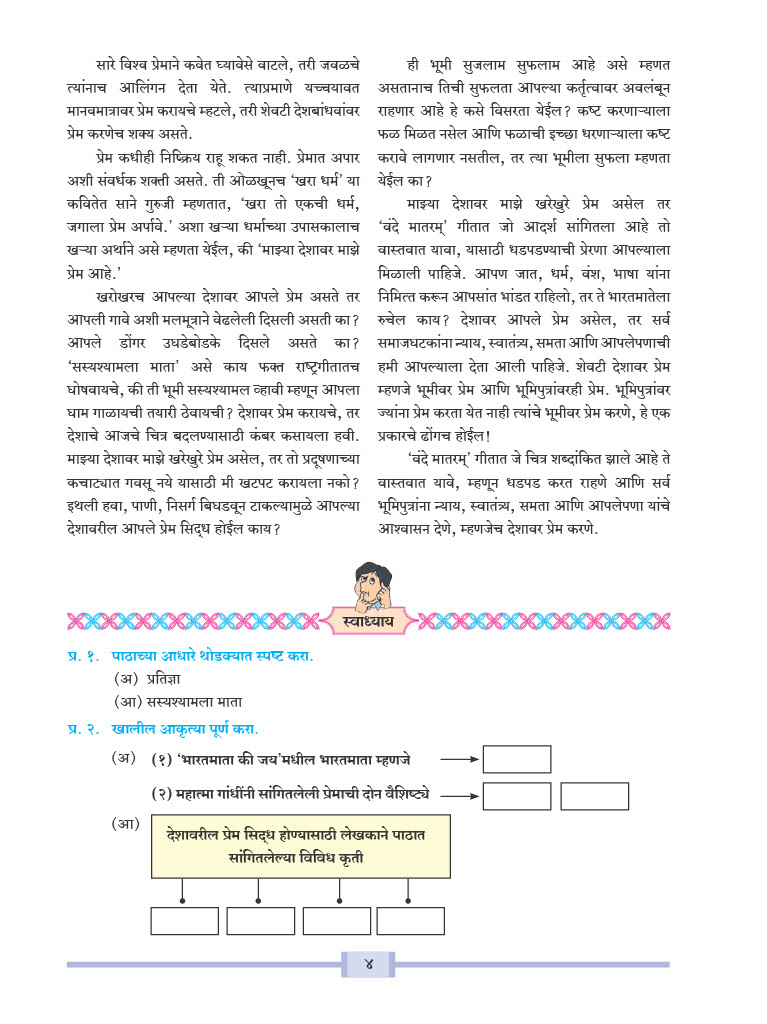 सारे विश्व प्रेमाने कवेत घ्यावेसे वाटले, तरी जवळचे
त्यांनाच आलिंगन देता येते. त्याप्रमाणे यच्चयावत
मानवमात्रावर प्रेम करायचे म्हटले, तरी शेवटी देशबांधवांवर
प्रेम करणेच शक्य असते.
प्रेम कधीही निष्क्रिय राहू शकत नाही. प्रेमात अपार
अशी संवर्धक शक्ती असते. ती ओळखूनच ‘खरा धर्म’ या
कवितेत साने गुरुजी म्हणतात, ‘खरा तो एकची धर्म,
जगाला प्रेम अर्पावे.’ अशा खऱ्या धर्माच्या उपासकालाच
खऱ्या अर्थाने असे म्हणता येईल, की ‘माझ्या देशावर माझे
प्रेम आहे.’
खरोखरच आपल्या देशावर आपले प्रेम असते तर
आपली गावे अशी मलमूत्राने वेढलेली दिसली असती का?
आपले डोंगर उघडेबोडके दिसले असते का?
‘सस्यश्यामला माता’ असे काय फक्त राष्ट्रगीतातच
घोषवायचे, की ती भूमी सस्यश्यामल व्हावी म्हणून आपला
घाम गाळायची तयारी ठेवायची? देशावर प्रेम करायचे, तर
देशाचे आजचे चित्र बदलण्यासाठी कंबर कसायला हवी.
माझ्या देशावर माझे खरेखुरे प्रेम असेल, तर तो प्रदूषणाच्या
कचाट्यात गवसू नये यासाठी मी खटपट करायला नको?
इथली हवा, पाणी, निसर्ग बिघडवून टाकल्यामुळे आपल्या
देशावरील आपले प्रेम सिद्ध होईल काय?
ही भूमी सुजलाम सुफलाम आहे असे म्हणत
असतानाच तिची सुफलता आपल्या कर्तृत्वावर अवलंबून
राहणार आहे हे कसे विसरता येईल? कष्ट करणाऱ्याला
फळ मिळत नसेल आणि फळाची इच्छा धरणाऱ्याला कष्ट
करावे लागणार नसतील, तर त्या भूमीला सुफला म्हणता
येईल का?
माझ्या देशावर माझे खरेखुरे प्रेम असेल तर
‘वंदे मातरम्’ गीतात जो आदर्श सांगितला आहे तो
वास्तवात यावा, यासाठी धडपडण्याची प्रेरणा आपल्याला
मिळाली पाहिजे. आपण जात, धर्म, वंश, भाषा यांना
निमित्त करून आपसांत भांडत राहिलो, तर ते भारतमातेला
रुचेल काय? देशावर आपले प्रेम असेल, तर सर्व
समाजघटकांना न्याय, स्वातंत्र्य, समता आणि आपलेपणाची
हमी आपल्याला देता आली पाहिजे. शेवटी देशावर प्रेम
म्हणजे भूमीवर प्रेम आणि भूमिपुत्रांवरही प्रेम. भूमिपुत्रांवर
ज्यांना प्रेम करता येत नाही त्यांचे भूमीवर प्रेम करणे, हे एक
प्रकारचे ढोंगच होईल!
‘वंदे मातरम्’ गीतात जे चित्र शब्दांकित झाले आहे ते
वास्तवात यावे, म्हणून धडपड करत राहणे आणि सर्व
भूमिपुत्रांना न्याय, स्वातंत्र्य, समता आणि आपलेपणा यांचे
आश्वासन देणे, म्हणजेच देशावर प्रेम करणे.
स्वाध्याय
प्र. १. पाठाच्या आधारे थोडक्यात स्पष्ट करा.
(अ) प्रतिज्ञा
(आ) सस्यश्यामला माता
प्र. २. खालील आकृत्या पूर्ण करा.
(अ) (१) ‘भारतमाता की जय’मधील भारतमाता म्हणजे
(२) महात्मा गांधींनी सांगितलेली प्रेमाची दोन वैशिष्ट्ये
(आ)
देशावरील प्रेम सिद्ध होण्यासाठी लेखकाने पाठात
सांगितलेल्या विविध कृती
४